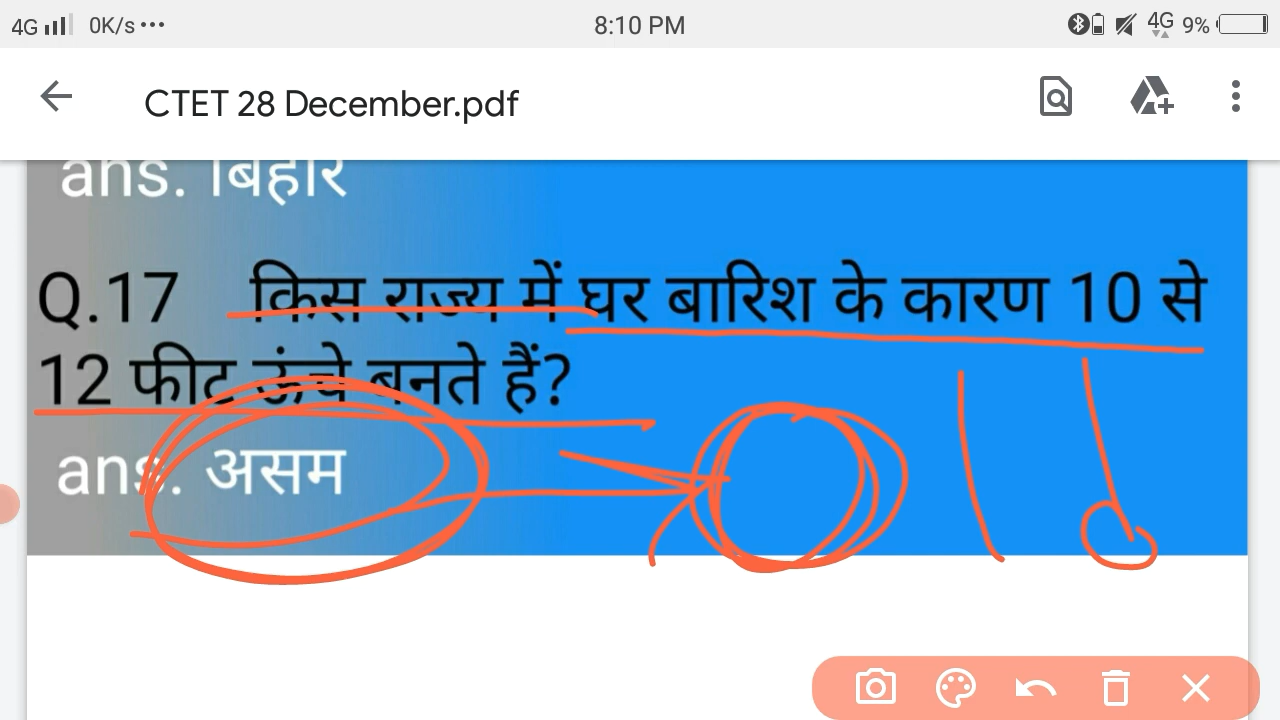 4G 0K/s ••• 8:10 PM 4G 9%
CTET 28 December.pdf
ans. बिहार
Q.17 किस राज्य में घर बारिश के कारण 10 से
12 फीट ऊंचे बनते हैं?
ans. असम